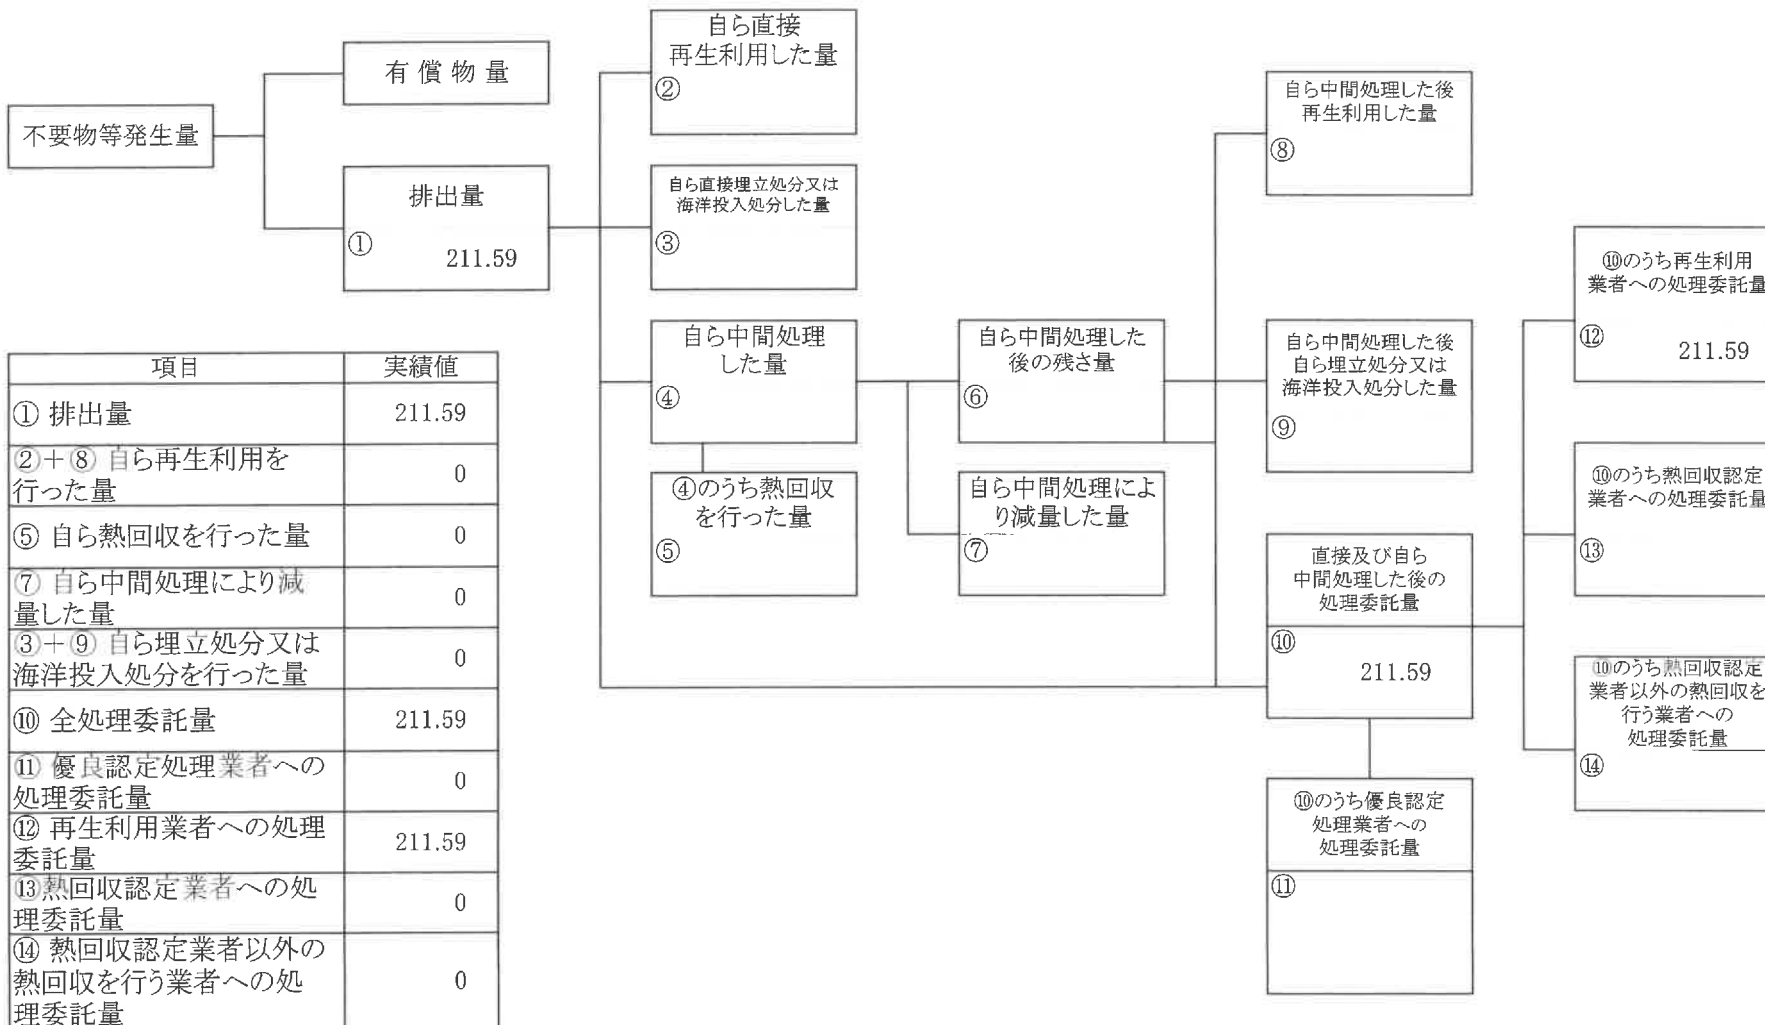 不要物等発生量
有償物量
排出量
①
211.59
自ら直接
再生利用した量
②
自ら直接埋立処分又は
海洋投入処分した量
③
自ら中間処理
した量
④
④のうち熱回収
を行った量
⑤
自ら中間処理した
後の残さ量
⑥
自ら中間処理によ
り減量した量
⑦
自ら中間処理した後
再生利用した量
⑧
自ら中間処理した後
自ら埋立処分又は
海洋投入処分した量
⑨
直接及び自ら
中間処理した後の
処理委託量
⑩
211.59
⑩のうち優良認定
処理業者への
処理委託量
⑪
⑩のうち再生利用
業者への処理委託量
⑫
211.59
⑩のうち熱回収認定
業者への処理委託量
⑬
⑩のうち熱回収認定
業者以外の熱回収を
行う業者への
処理委託量
⑭
項目 実績値
① 排出量 211.59
②+⑧ 自ら再生利用を
行った量 0
⑤ 自ら熱回収を行った量 0
⑦ 自ら中間処理により減
量した量 0
③+⑨ 自ら埋立処分又は
海洋投入処分を行った量 0
⑩ 全処理委託量 211.59
⑪ 優良認定処理業者への
処理委託量 0
⑫ 再生利用業者への処理
委託量 211.59
⑬熱回収認定業者への処
理委託量 0
⑭ 熱回収認定業者以外の
熱回収を行う業者への処
理委託量 0